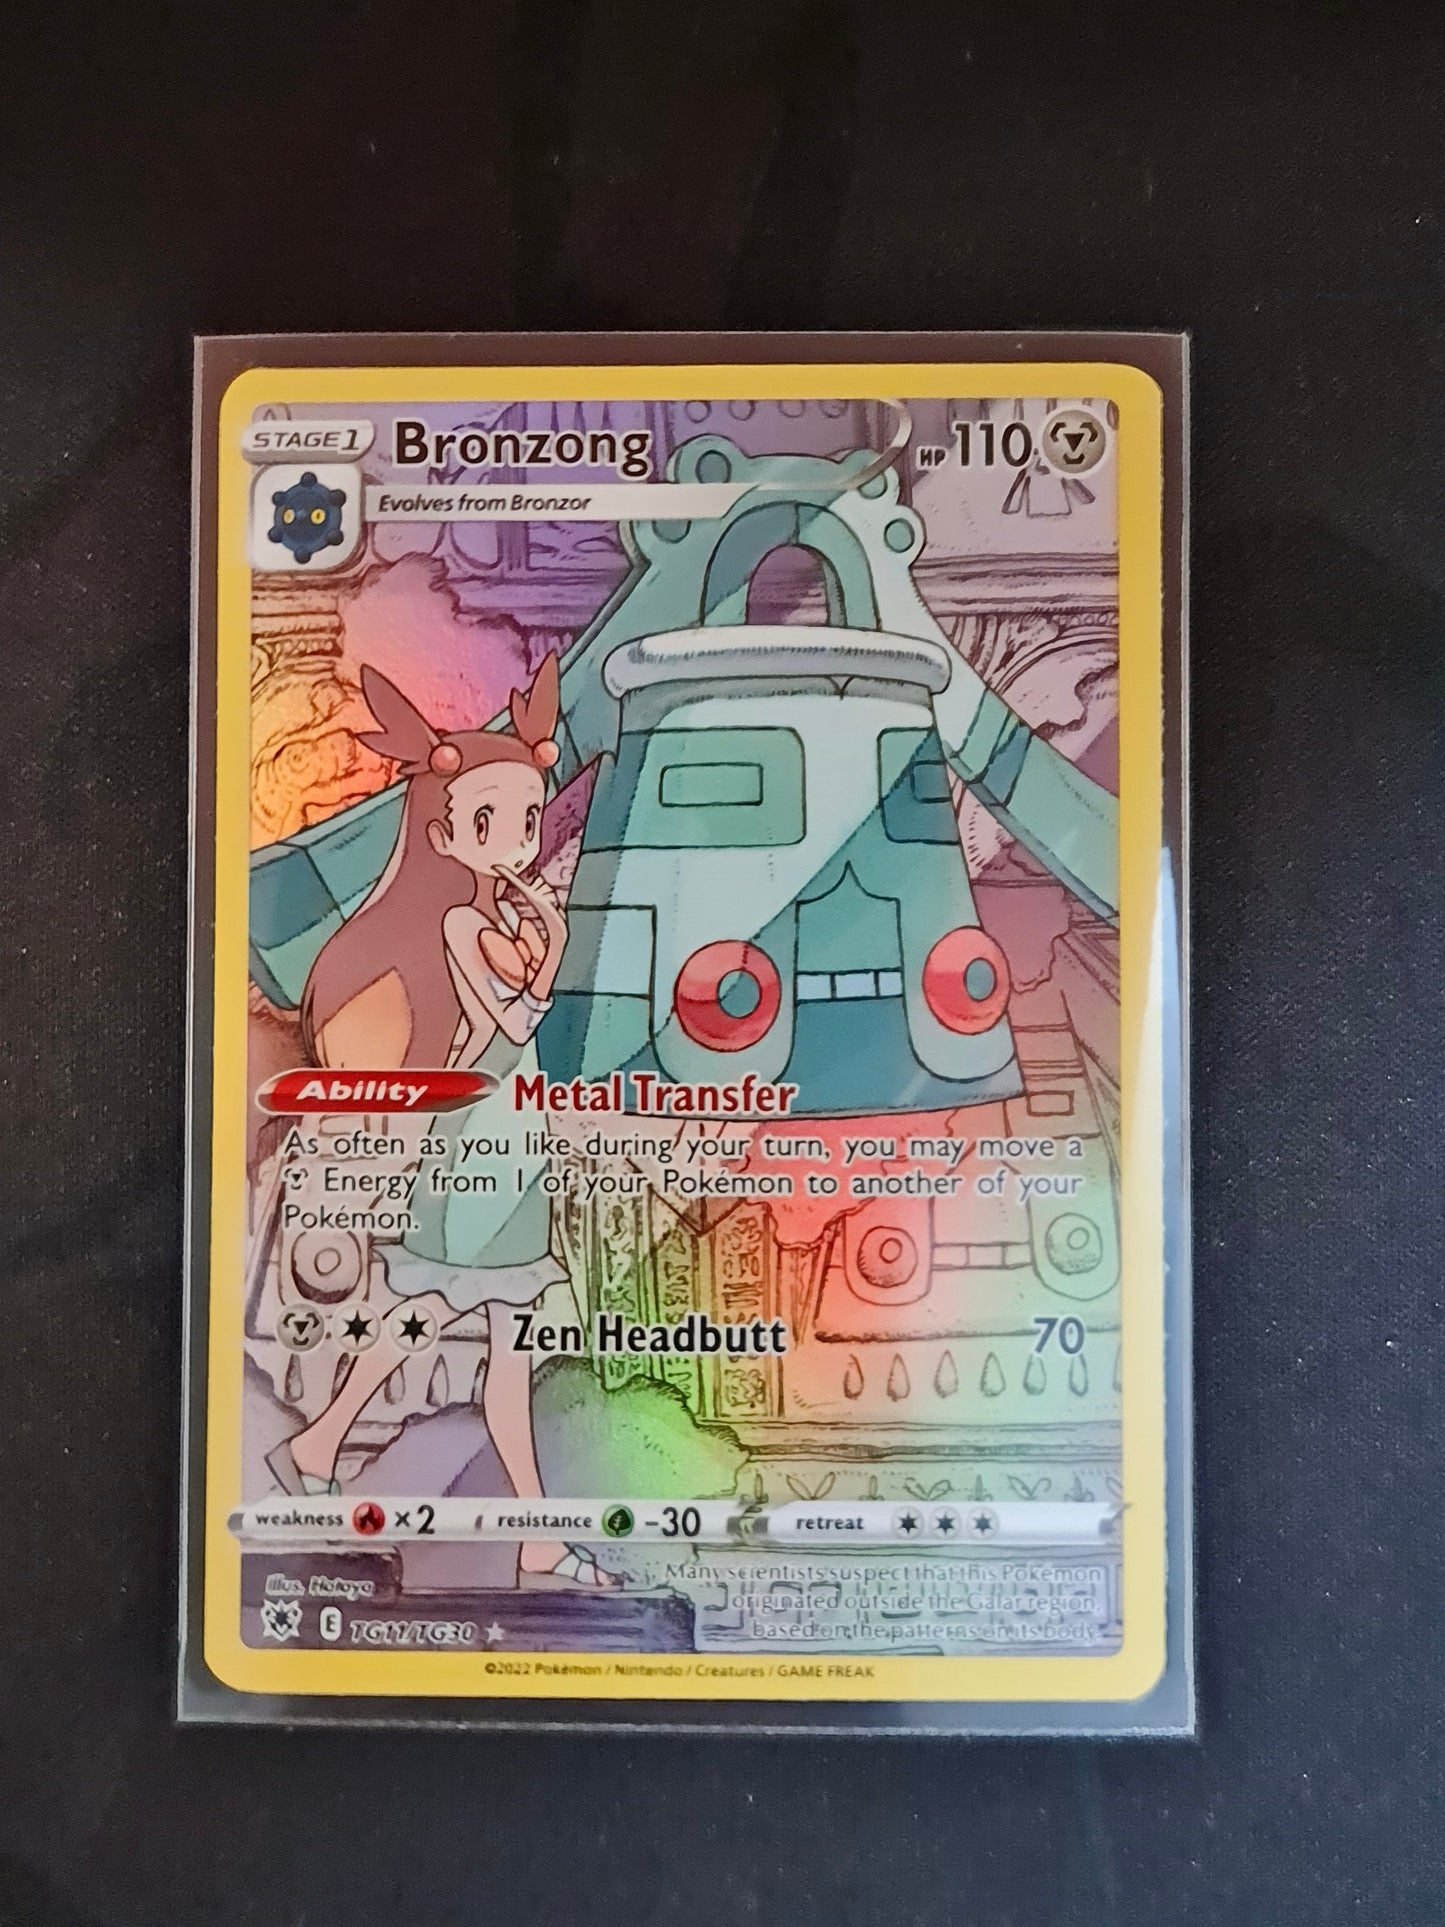 STAGE 1 Bronzong HP 110
Evolves from Bronzor
Ability Metal Transfer
As often as you like during your turn, you may move a
Energy from 1 of your Pokémon to another of your
Pokémon.
Zen Headbutt 70
weakness ×2 resistance -30 retreat
Many scientists suspect that this Pokémon
originated outside the Galar region,
based on the patterns on its body.
Illus. Hataya
E TG11/TG30
©2022 Pokémon / Nintendo / Creatures / GAME FREAK